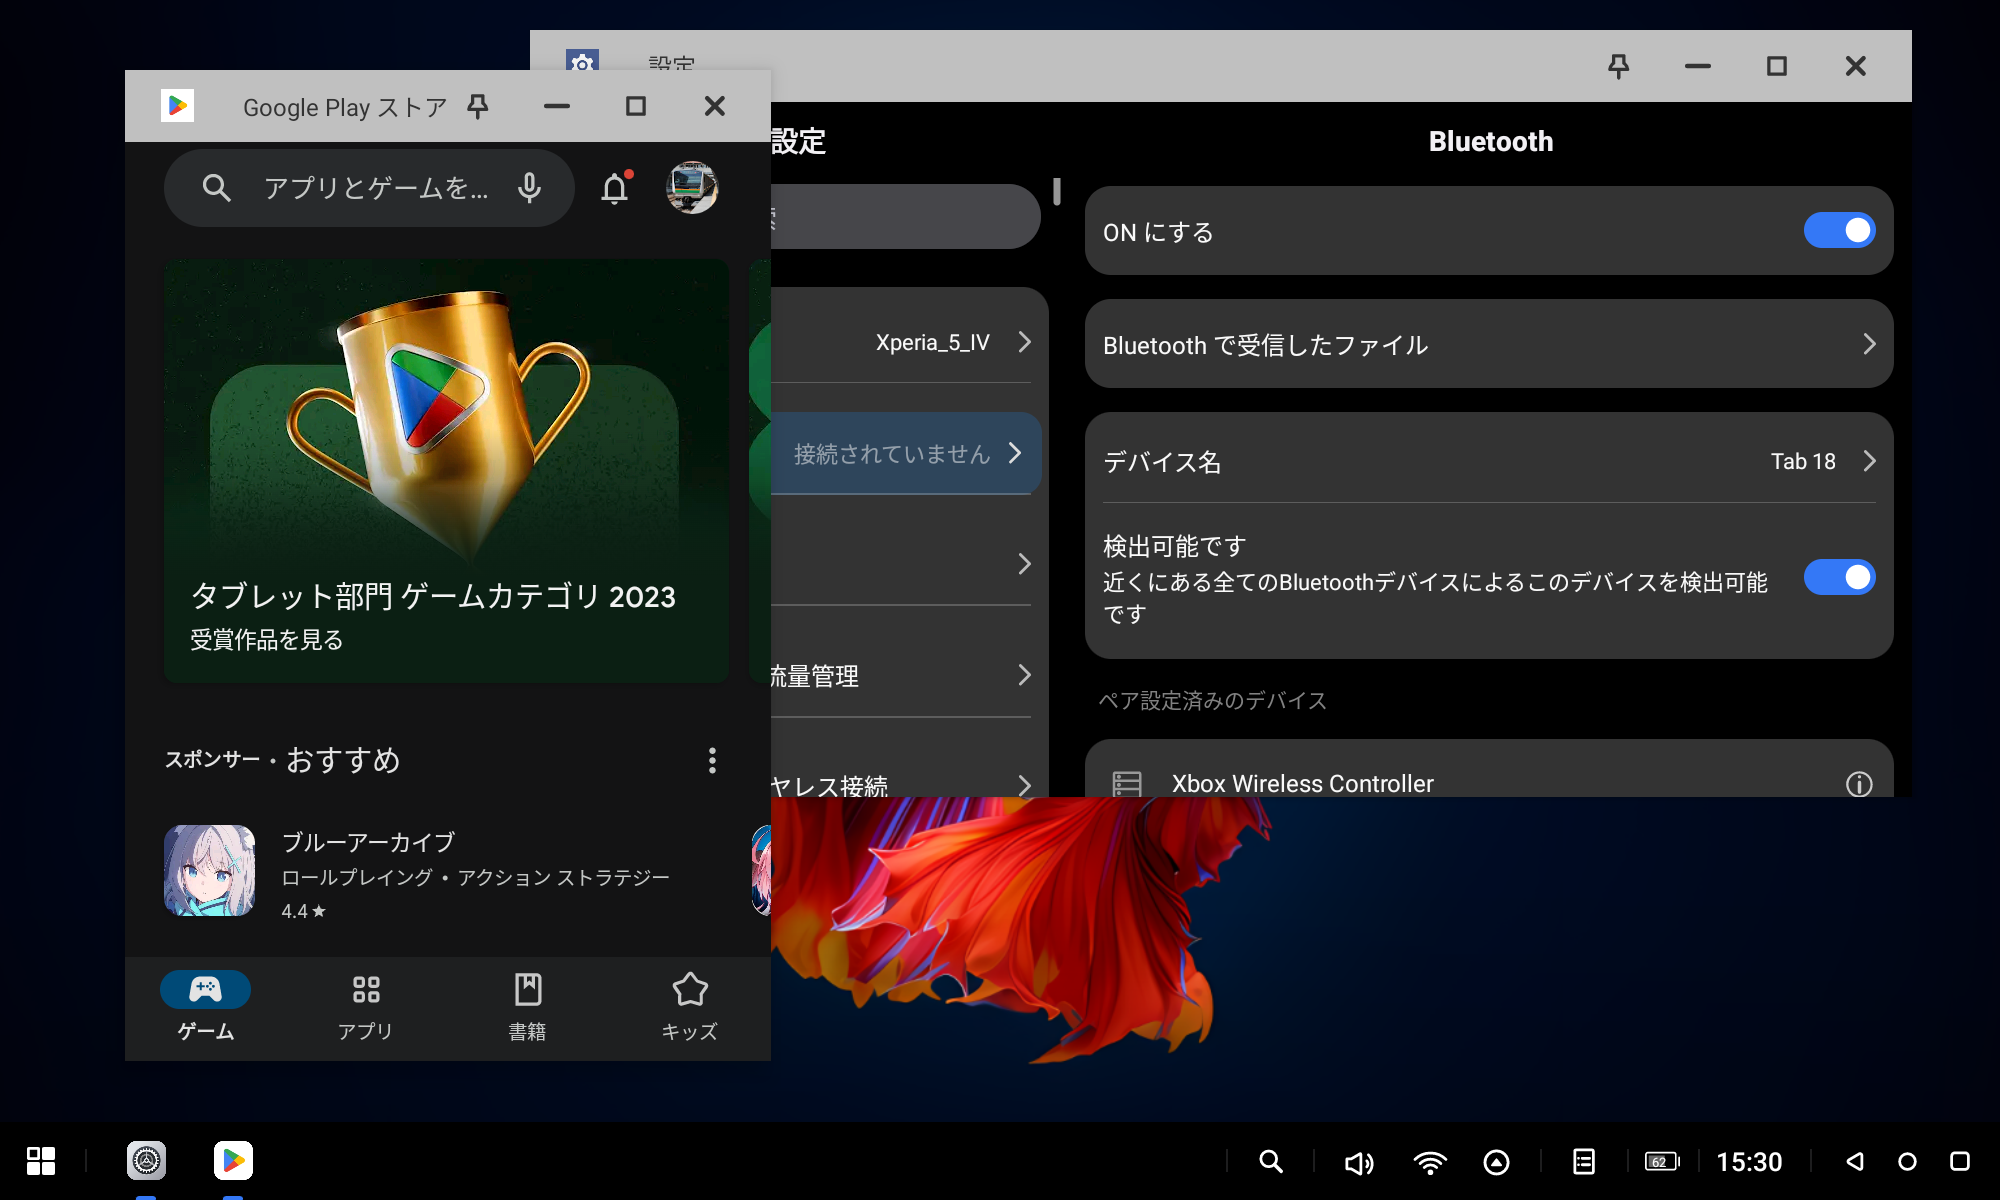 設定
Google Play ストア
アプリとゲームを...
タブレット部門 ゲームカテゴリ 2023
受賞作品を見る
スポンサー・おすすめ
ブルーアーカイブ
ロールプレイング • アクション ストラテジー
4.4★
ゲーム
アプリ
書籍
キッズ
設定
Xperia_5_IV
接続されていません
流量管理
ヤレス接続
Bluetooth
ON にする
Bluetooth で受信したファイル
デバイス名
Tab 18
検出可能です
近くにある全てのBluetoothデバイスによるこのデバイスを検出可能
です
ペア設定済みのデバイス
Xbox Wireless Controller
62
15:30